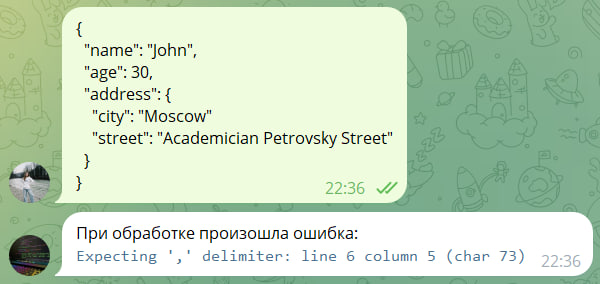 {
"name": "John",
"age": 30,
"address": {
"city": "Moscow"
"street": "Academician Petrovsky Street"
}
}
22:36
При обработке произошла ошибка:
Expecting ',' delimiter: line 6 column 5 (char 73)
22:36